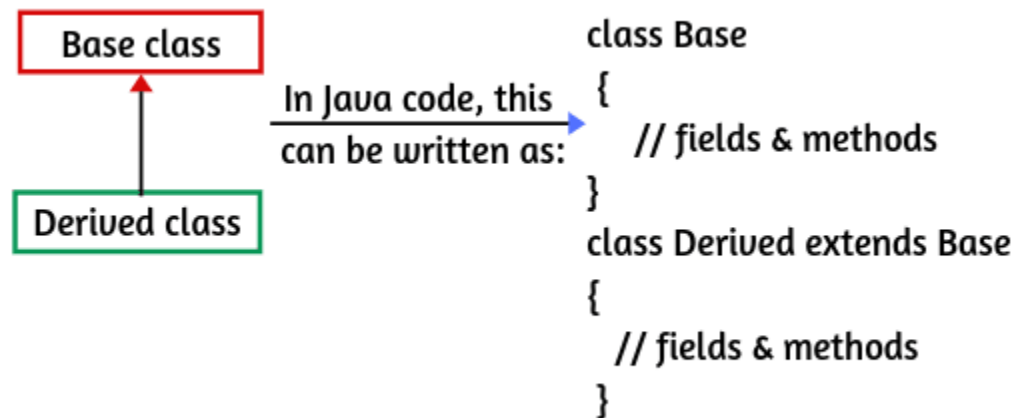 Base class
Derived class
In Java code, this
can be written as:
class Base
{
// fields & methods
}
class Derived extends Base
{
// fields & methods
}